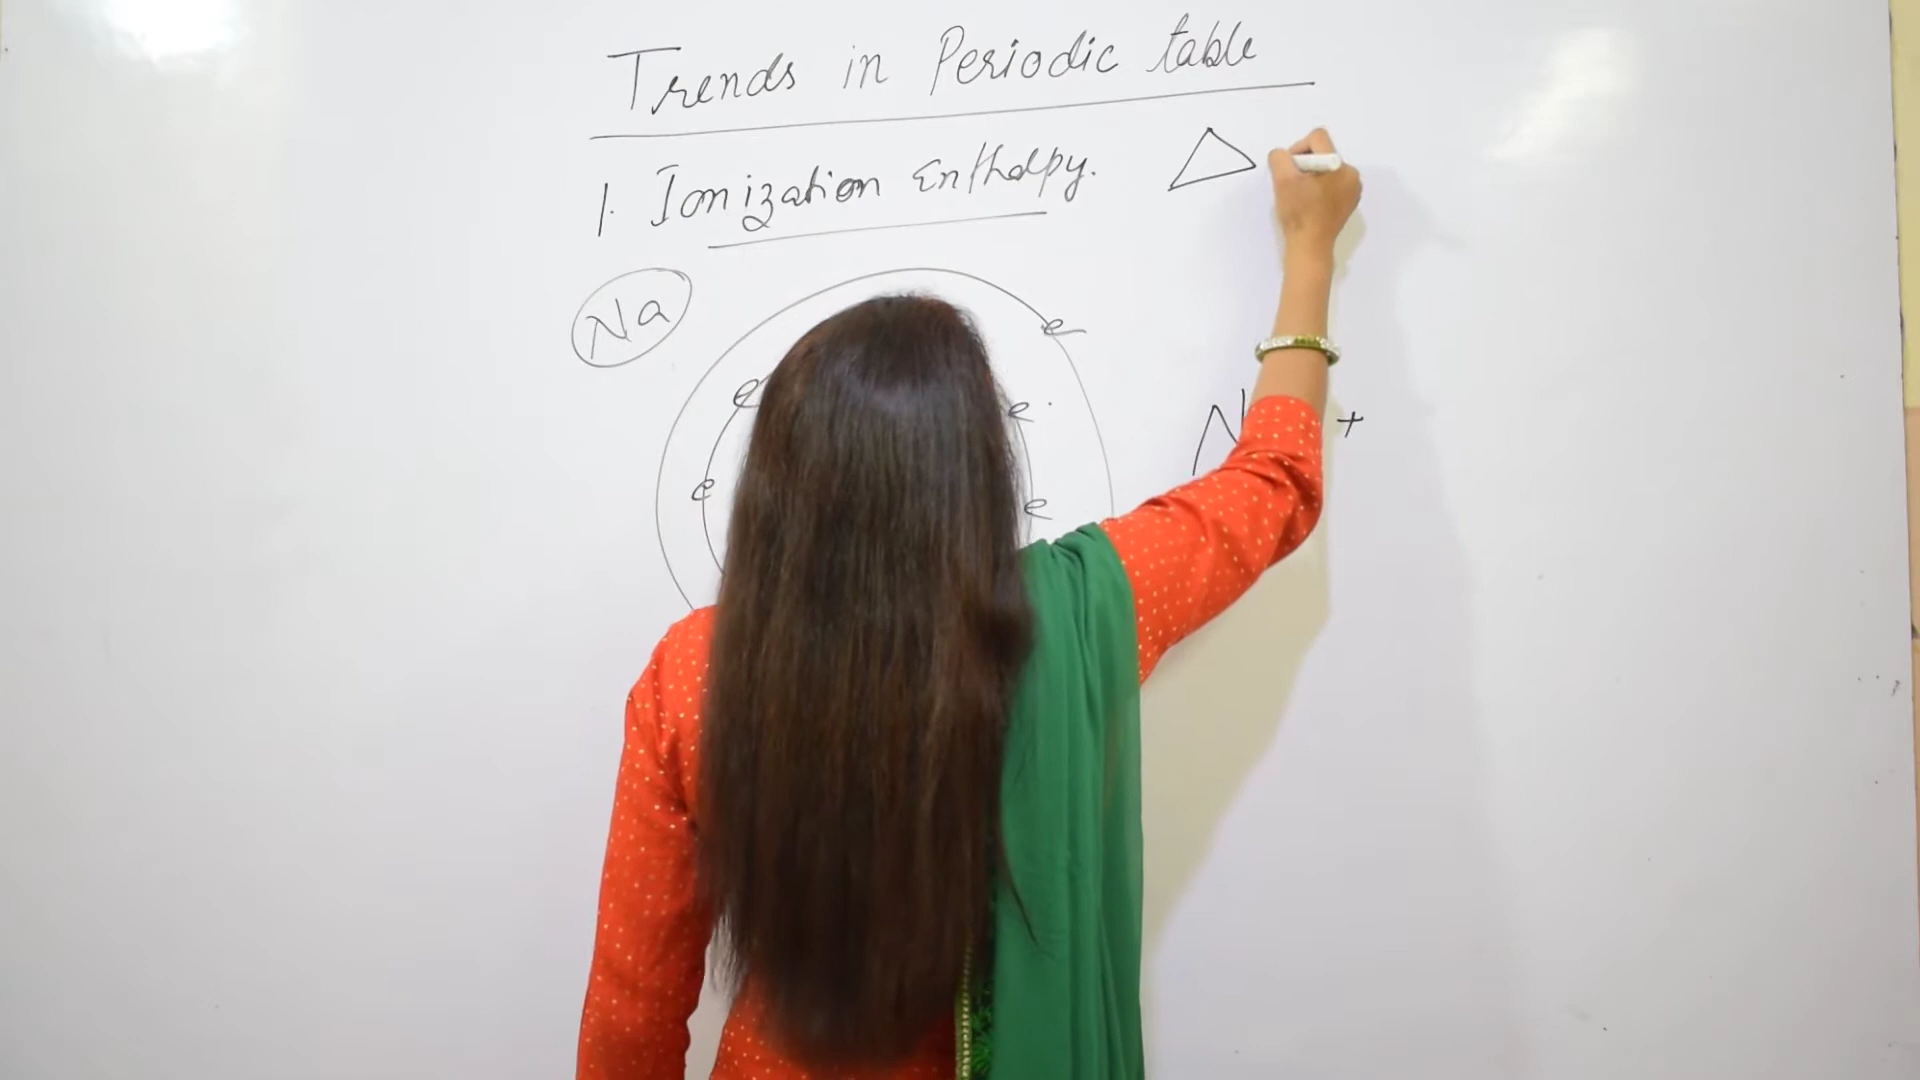 Trends in Periodic table
1. Ionization Enthalpy. △
Na
e
e
e
e
e
N +